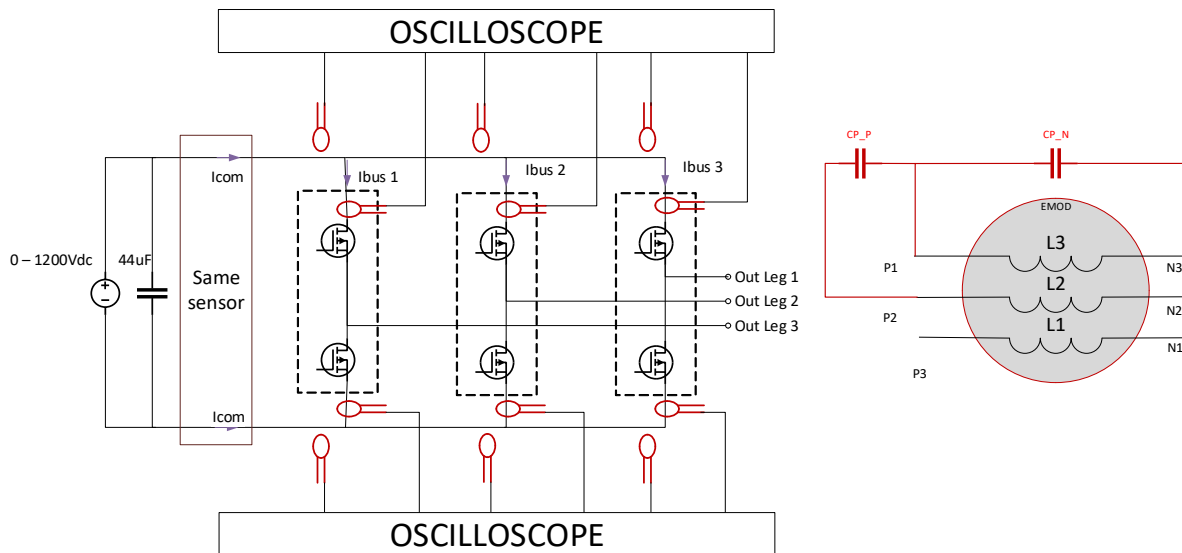 OSCILLOSCOPE
Icom
Ibus 1
Ibus 2
Ibus 3
0 – 1200Vdc
44uF
Same
sensor
Out Leg 1
Out Leg 2
Out Leg 3
Icom
OSCILLOSCOPE
CP_P
CP_N
EMOD
P1
L3
N3
P2
L2
N2
L1
N1
P3